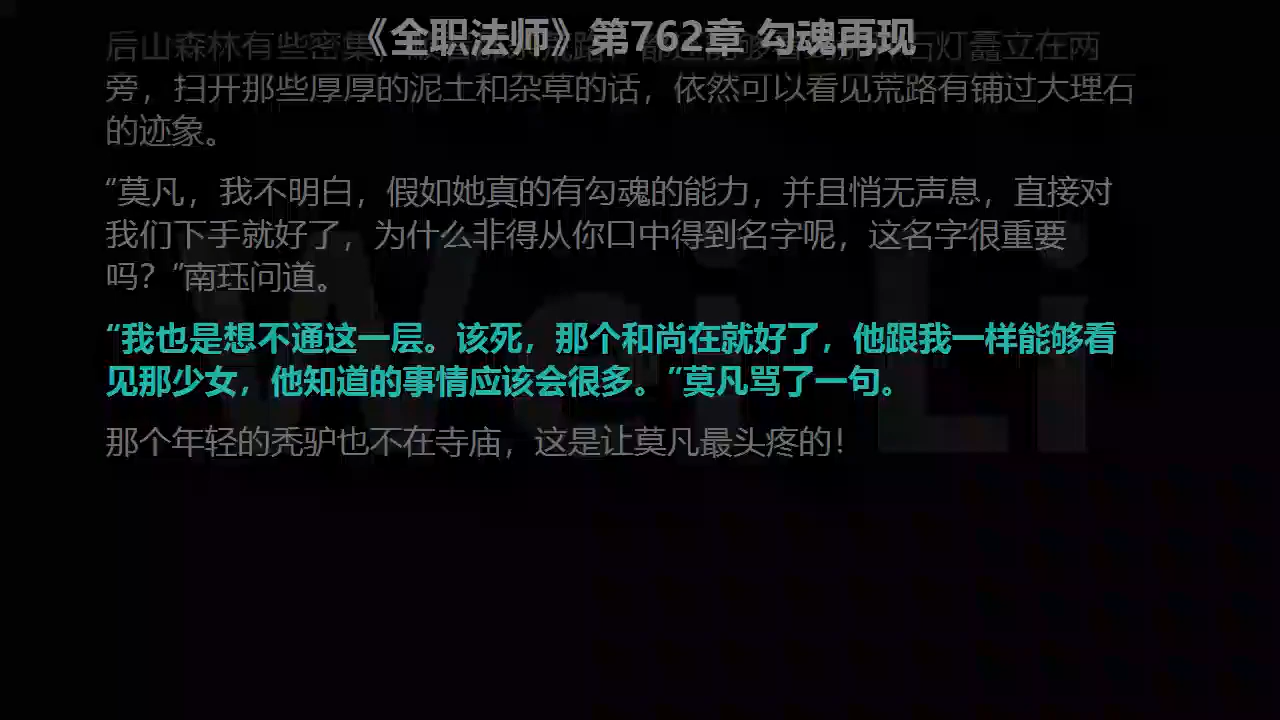 《全职法师》第762章 勾魂再现
后山森林有些密集，
石灯矗立在两
旁，扫开那些厚厚的泥土和杂草的话，依然可以看见荒路有铺过大理石
的迹象。
“莫凡，我不明白，假如她真的有勾魂的能力，并且悄无声息，直接对
我们下手就好了，为什么非得从你口中得到名字呢，这名字很重要
吗？”南珏问道。
“我也是想不通这一层。该死，那个和尚在就好了，他跟我一样能够看
见那少女，他知道的事情应该会很多。”莫凡骂了一句。
那个年轻的秃驴也不在寺庙，这是让莫凡最头疼的！
Wei Li